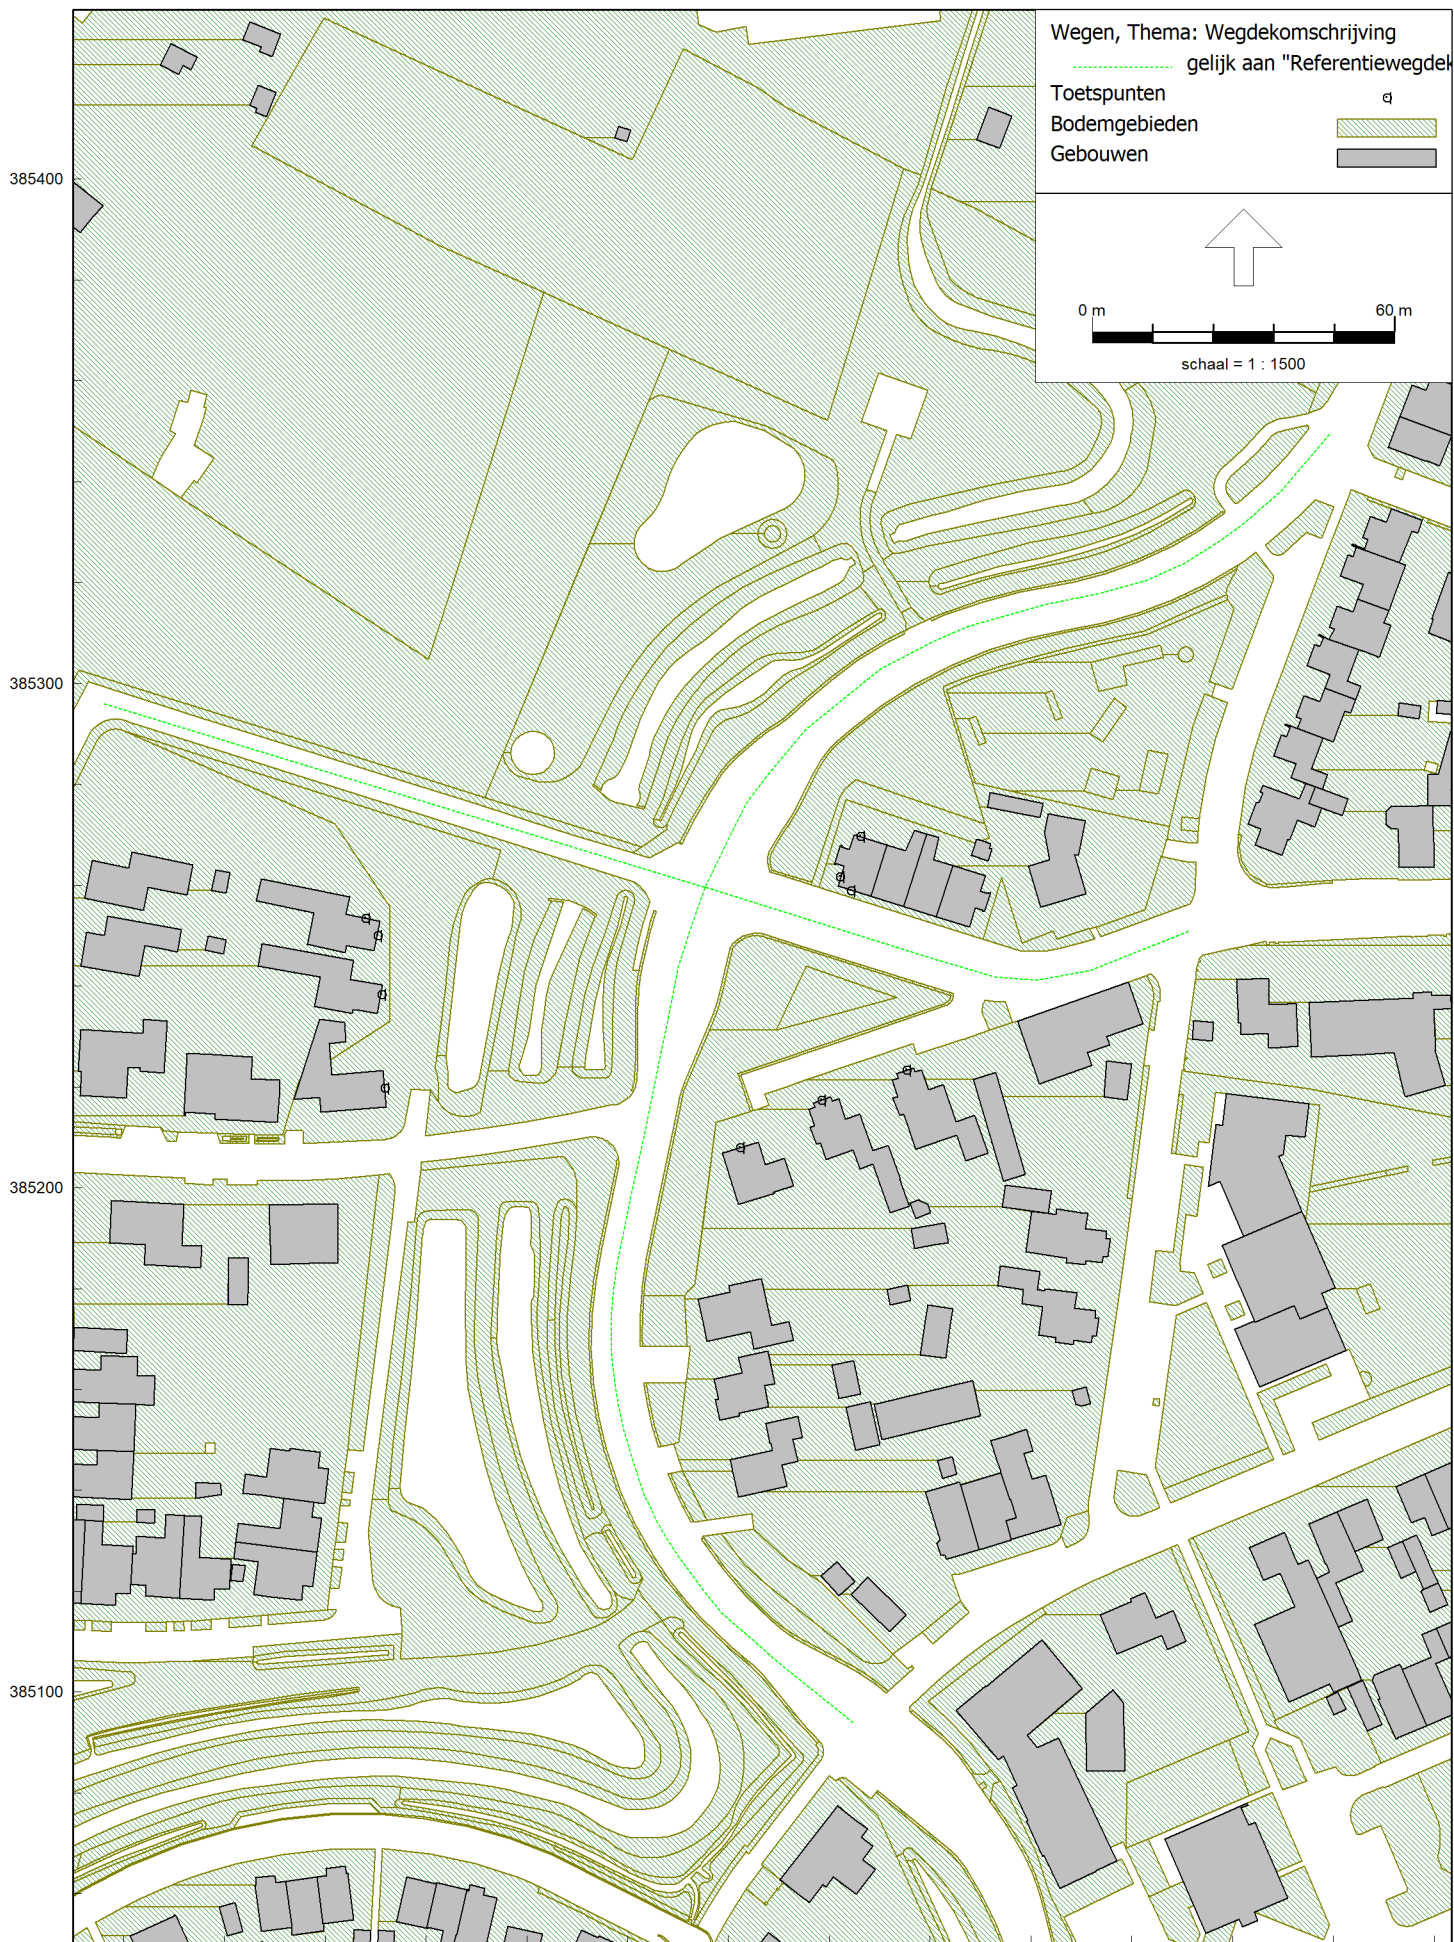 Wegen, Thema: Wegdekomschrijving
gelijk aan "Referentiewegdek
Toetspunten
Bodemgebieden
Gebouwen
385400
0 m 60 m
schaal = 1 : 1500
385300
385200
385100